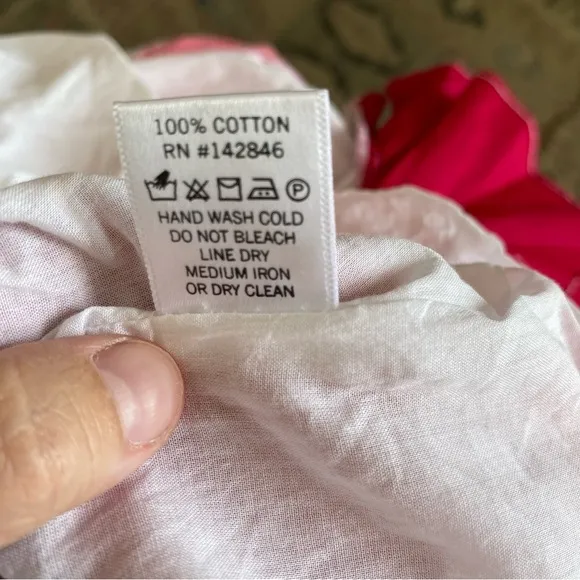 100% COTTON
RN #142846
P
HAND WASH COLD
DO NOT BLEACH
LINE DRY
MEDIUM IRON
OR DRY CLEAN